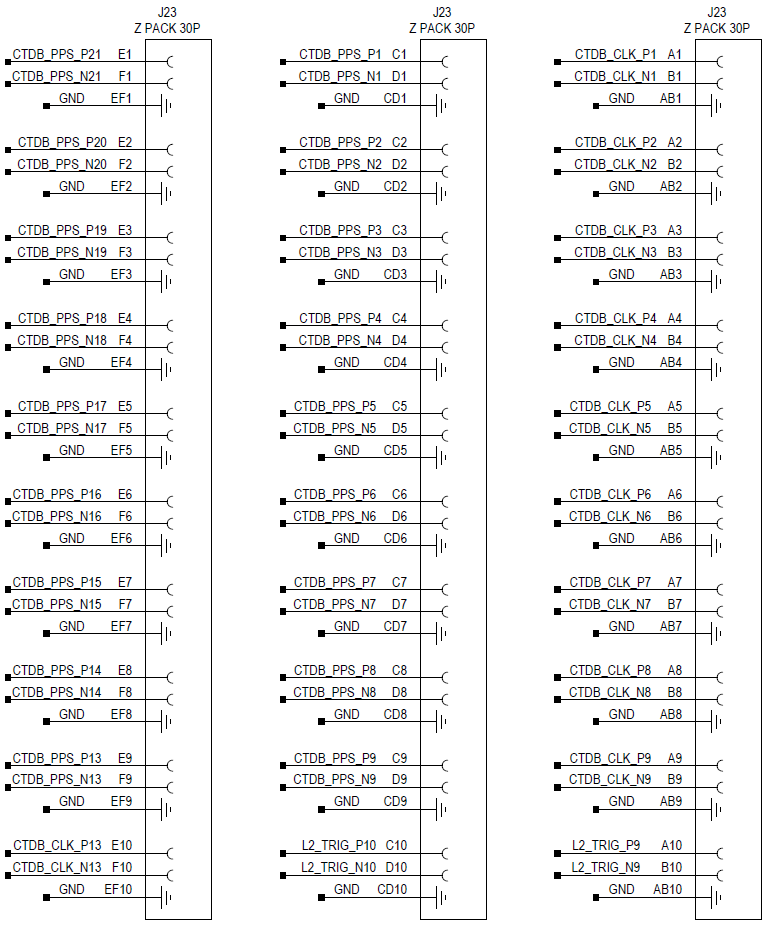 J23
Z PACK 30P
CTDB_PPS_P21 E1
CTDB_PPS_N21 F1
GND EF1
CTDB_PPS_P20 E2
CTDB_PPS_N20 F2
GND EF2
CTDB_PPS_P19 E3
CTDB_PPS_N19 F3
GND EF3
CTDB_PPS_P18 E4
CTDB_PPS_N18 F4
GND EF4
CTDB_PPS_P17 E5
CTDB_PPS_N17 F5
GND EF5
CTDB_PPS_P16 E6
CTDB_PPS_N16 F6
GND EF6
CTDB_PPS_P15 E7
CTDB_PPS_N15 F7
GND EF7
CTDB_PPS_P14 E8
CTDB_PPS_N14 F8
GND EF8
CTDB_PPS_P13 E9
CTDB_PPS_N13 F9
GND EF9
CTDB_CLK_P13 E10
CTDB_CLK_N13 F10
GND EF10
J23
Z PACK 30P
CTDB_PPS_P1 C1
CTDB_PPS_N1 D1
GND CD1
CTDB_PPS_P2 C2
CTDB_PPS_N2 D2
GND CD2
CTDB_PPS_P3 C3
CTDB_PPS_N3 D3
GND CD3
CTDB_PPS_P4 C4
CTDB_PPS_N4 D4
GND CD4
CTDB_PPS_P5 C5
CTDB_PPS_N5 D5
GND CD5
CTDB_PPS_P6 C6
CTDB_PPS_N6 D6
GND CD6
CTDB_PPS_P7 C7
CTDB_PPS_N7 D7
GND CD7
CTDB_PPS_P8 C8
CTDB_PPS_N8 D8
GND CD8
CTDB_PPS_P9 C9
CTDB_PPS_N9 D9
GND CD9
L2_TRIG_P10 C10
L2_TRIG_N10 D10
GND CD10
J23
Z PACK 30P
CTDB_CLK_P1 A1
CTDB_CLK_N1 B1
GND AB1
CTDB_CLK_P2 A2
CTDB_CLK_N2 B2
GND AB2
CTDB_CLK_P3 A3
CTDB_CLK_N3 B3
GND AB3
CTDB_CLK_P4 A4
CTDB_CLK_N4 B4
GND AB4
CTDB_CLK_P5 A5
CTDB_CLK_N5 B5
GND AB5
CTDB_CLK_P6 A6
CTDB_CLK_N6 B6
GND AB6
CTDB_CLK_P7 A7
CTDB_CLK_N7 B7
GND AB7
CTDB_CLK_P8 A8
CTDB_CLK_N8 B8
GND AB8
CTDB_CLK_P9 A9
CTDB_CLK_N9 B9
GND AB9
L2_TRIG_P9 A10
L2_TRIG_N9 B10
GND AB10